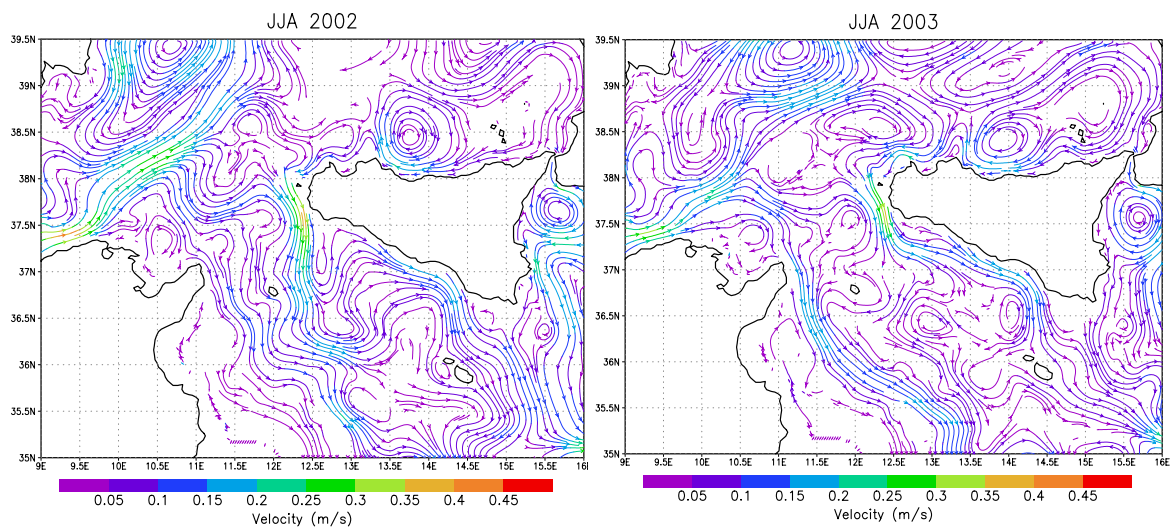 JJA 2002
39.5N
39N
38.5N
38N
37.5N
37N
36.5N
36N
35.5N
35N
9E 9.5E 10E 10.5E 11E 11.5E 12E 12.5E 13E 13.5E 14E 14.5E 15E 15.5E 16E
0.05 0.1 0.15 0.2 0.25 0.3 0.35 0.4 0.45
Velocity (m/s)
JJA 2003
39.5N
39N
38.5N
38N
37.5N
37N
36.5N
36N
35.5N
35N
9E 9.5E 10E 10.5E 11E 11.5E 12E 12.5E 13E 13.5E 14E 14.5E 15E 15.5E 16E
0.05 0.1 0.15 0.2 0.25 0.3 0.35 0.4 0.45
Velocity (m/s)